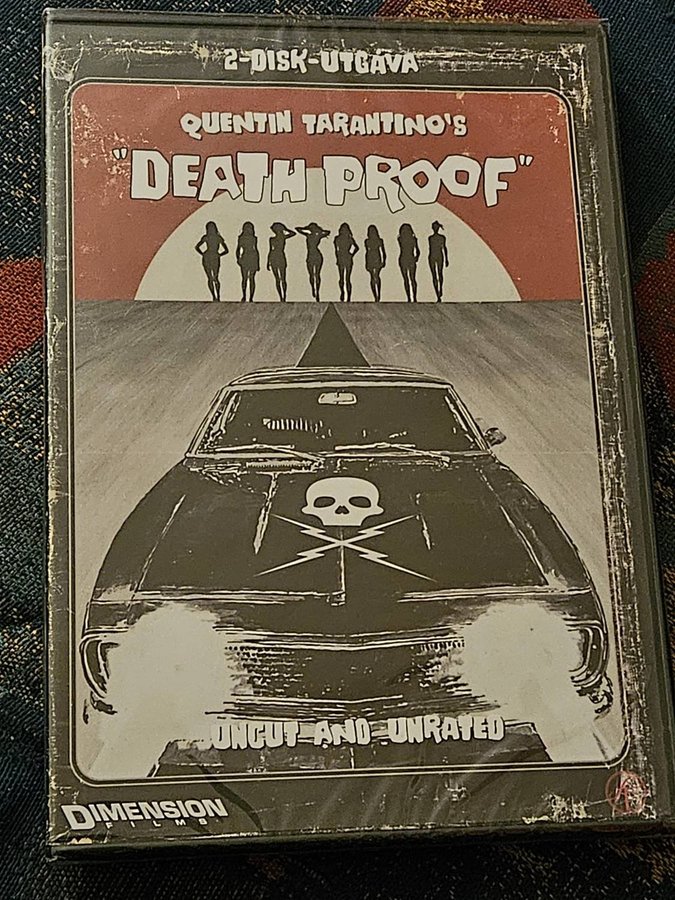 2-DISK-UTGÅVA
QUENTIN TARANTINO'S
"DEATH PROOF"
UNCUT AND UNRATED
DIMENSION
FILMS